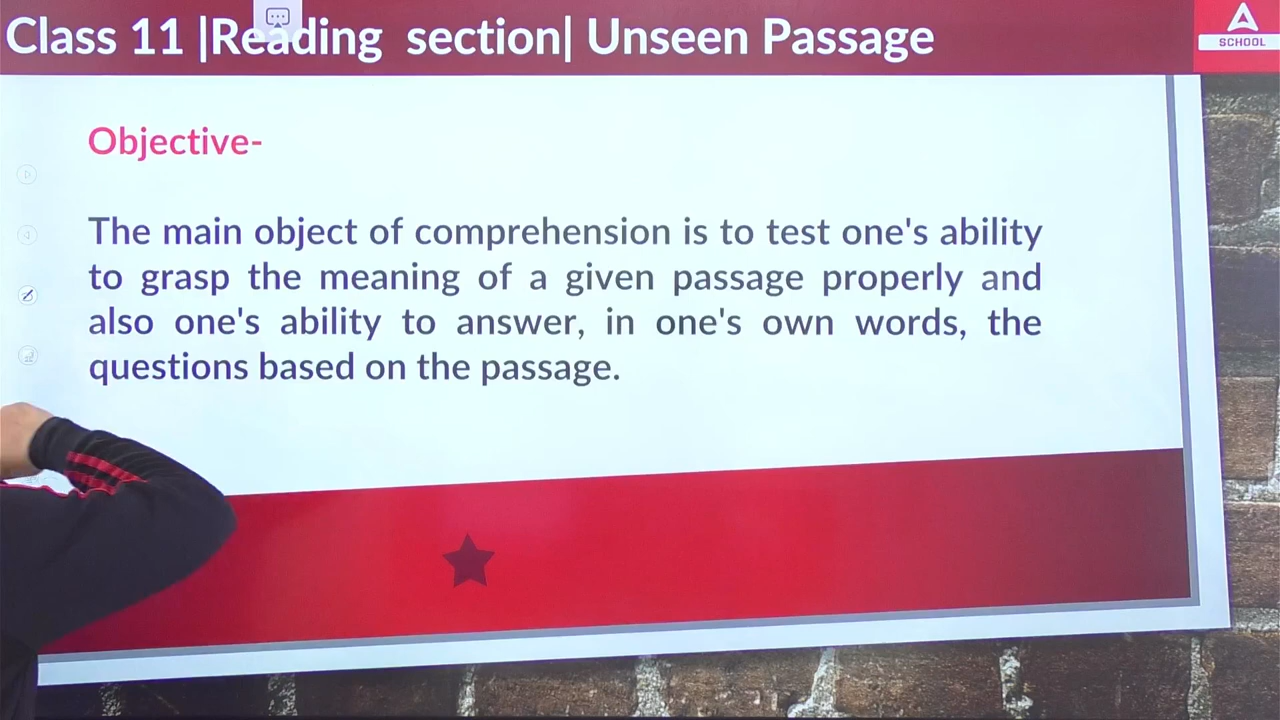 Class 11 |Reading section| Unseen Passage
A
SCHOOL
Objective-
The main object of comprehension is to test one's ability
to grasp the meaning of a given passage properly and
also one's ability to answer, in one's own words, the
questions based on the passage.